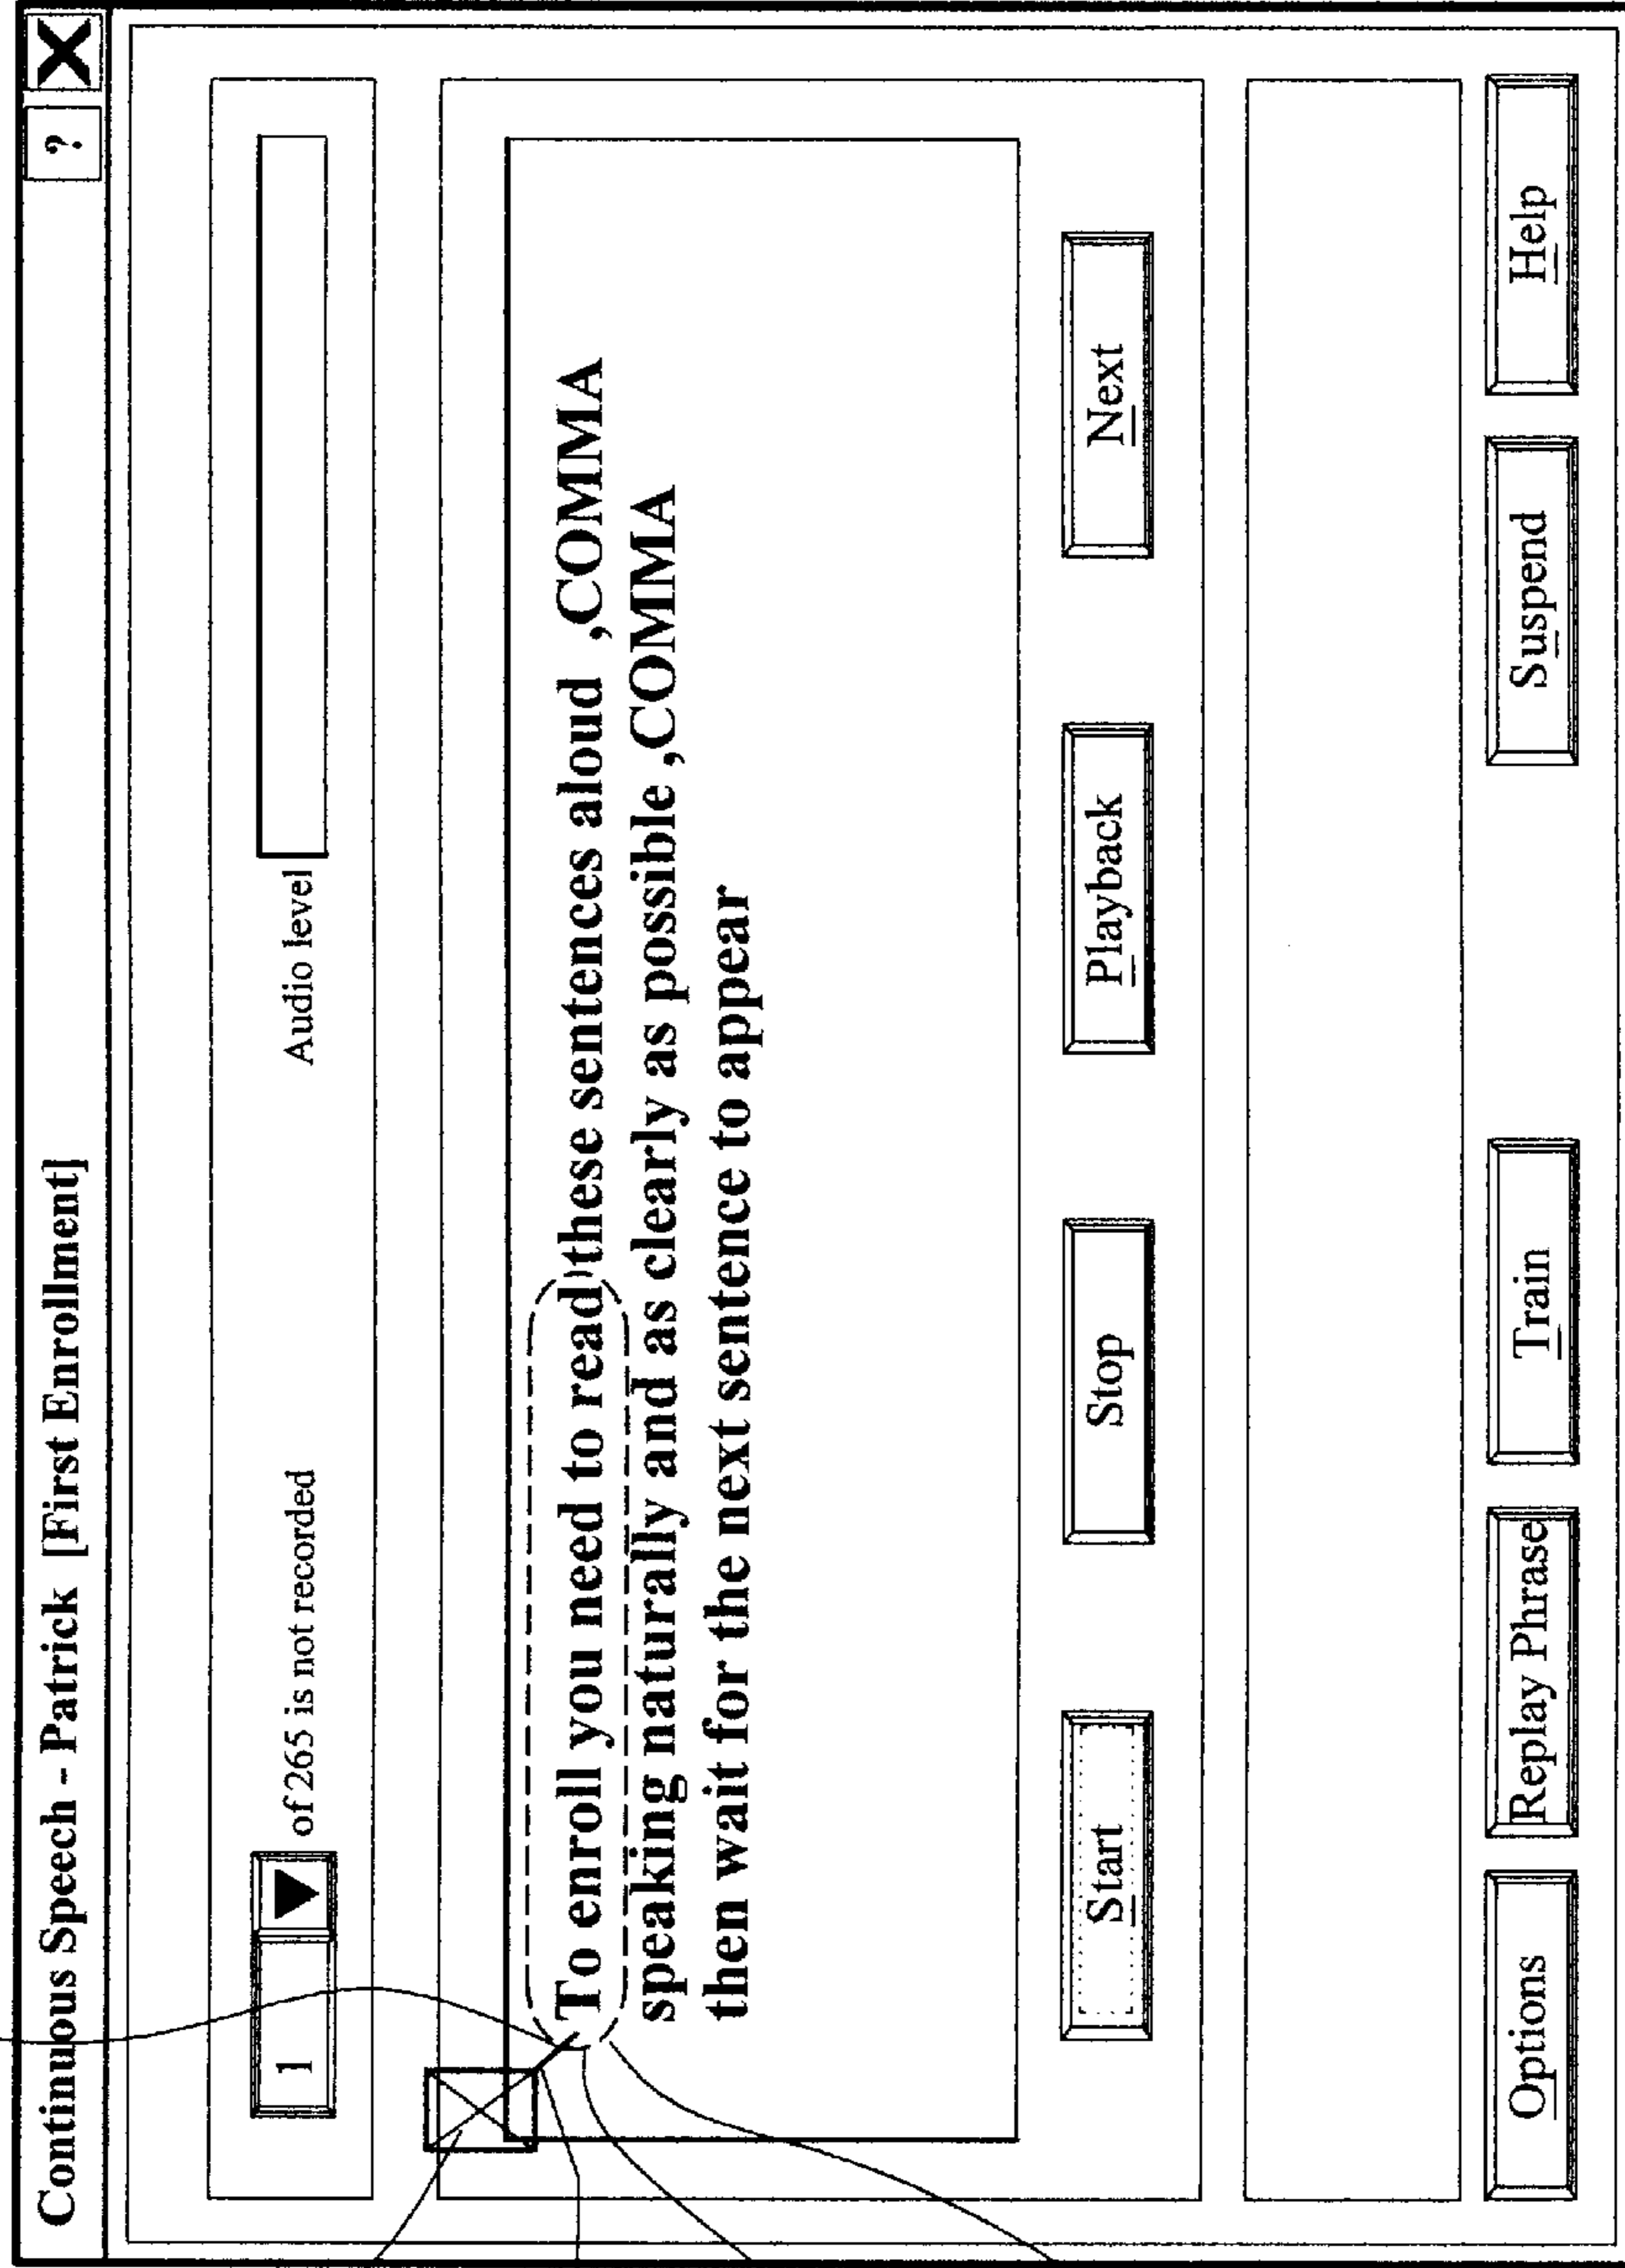 Continuous Speech - Patrick [First Enrollment] ? X
1 of 265 is not recorded Audio level
To enroll you need to read these sentences aloud ,COMMA
speaking naturally and as clearly as possible ,COMMA
then wait for the next sentence to appear
Start Stop Playback Next
Options Replay Phrase Train Suspend Help